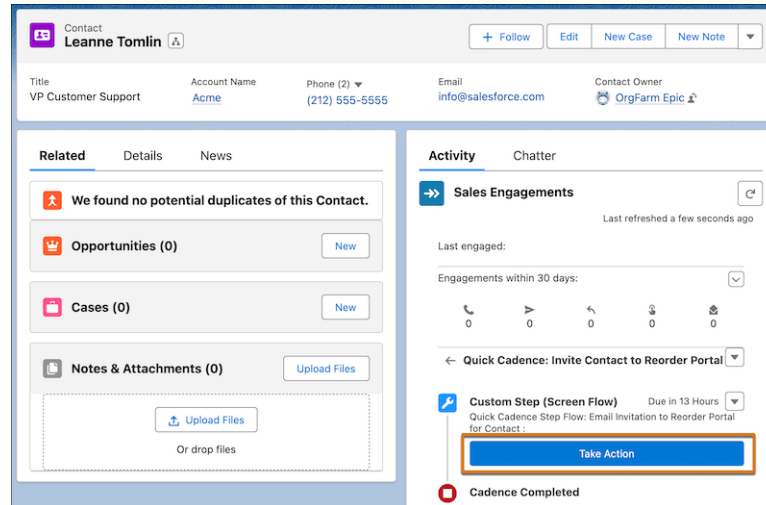 Contact
Leanne Tomlin
+ Follow
Edit
New Case
New Note
Title
Account Name
Phone (2)
Email
Contact Owner
VP Customer Support
Acme
(212) 555-5555
info@salesforce.com
OrgFarm Epic
Related
Details
News
We found no potential duplicates of this Contact.
Opportunities (0)
New
Cases (0)
New
Notes & Attachments (0)
Upload Files
Upload Files
Or drop files
Activity
Chatter
Sales Engagements
Last refreshed a few seconds ago
Last engaged:
Engagements within 30 days:
0
0
0
0
0
Quick Cadence: Invite Contact to Reorder Portal
Custom Step (Screen Flow)
Due in 13 Hours
Quick Cadence Step Flow: Email Invitation to Reorder Portal
for Contact :
Take Action
Cadence Completed